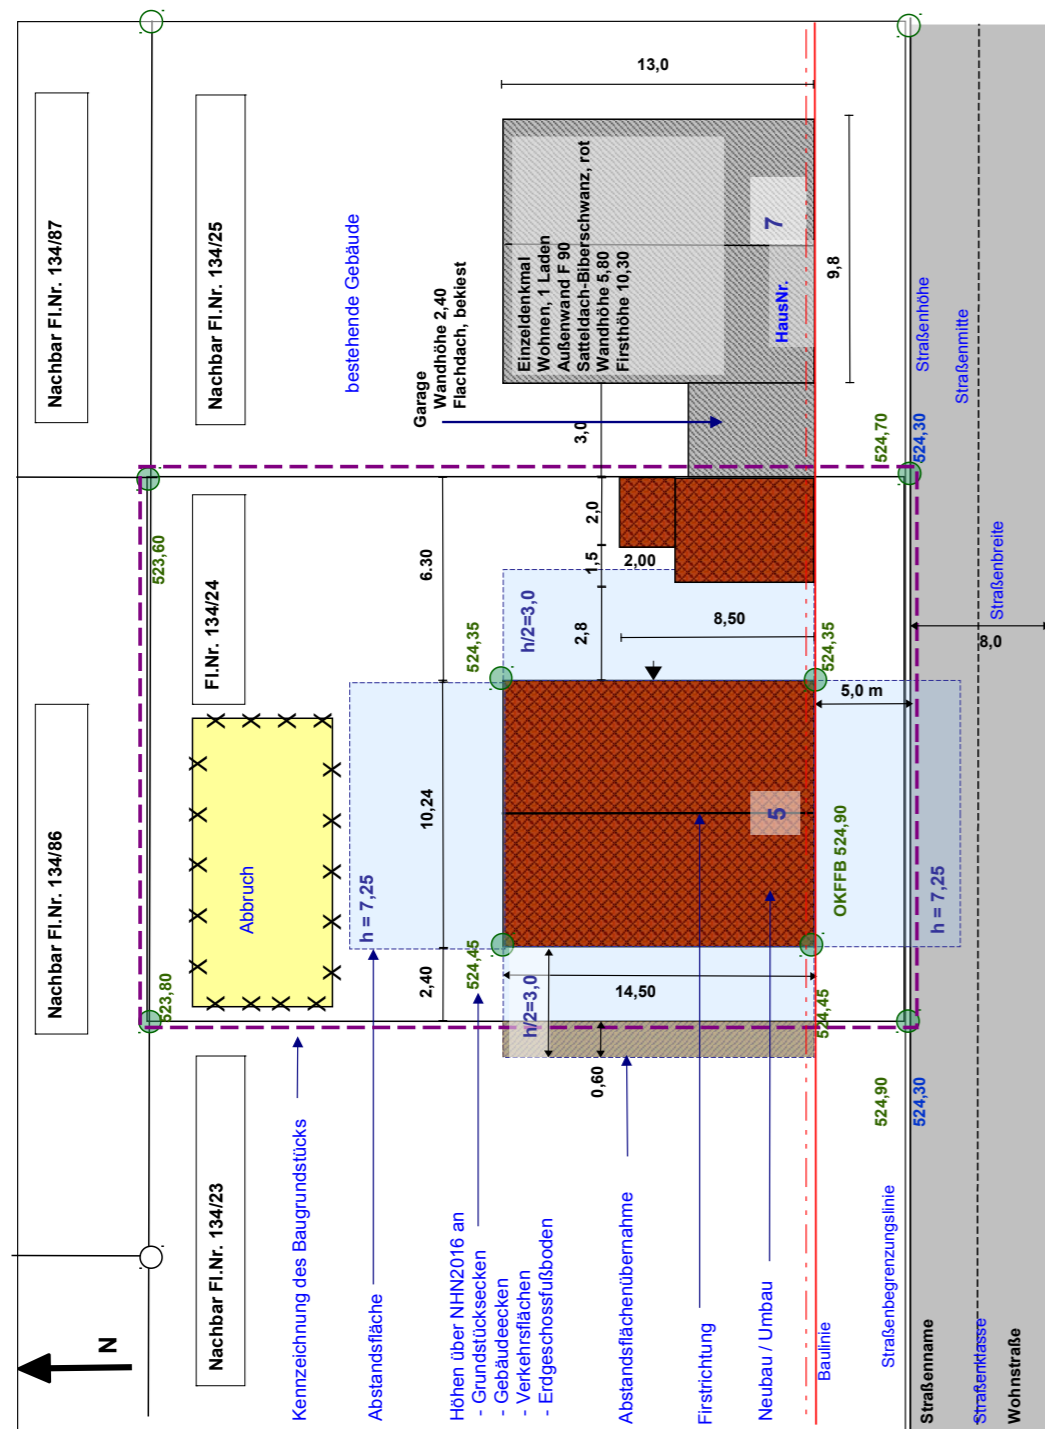 Nachbar Fl.Nr. 134/87
Nachbar Fl.Nr. 134/25
bestehende Gebäude
Garage
Wandhöhe 2,40
Flachdach, bekiest
13,0
Einzeldenkmal
Wohnen, 1 Laden
Außenwand F 90
Satteldach-Biberschwanz, rot
Wandhöhe 5,80
Firsthöhe 10,30
HausNr.
7
9,8
3,0
Straßenhöhe
Straßenmitte
524,70
524,30
523,60
Fl.Nr. 134/24
6.30
2,0
1,5
2,00
2,8
h/2=3,0
8,50
524,35
524,35
5,0 m
Straßenbreite
8,0
Nachbar Fl.Nr. 134/86
Abbruch
h = 7,25
10,24
5
OKFFB 524,90
h = 7,25
523,80
2,40
524,45
h/2=3,0
14,50
524,45
0,60
524,90
524,30
Nachbar Fl.Nr. 134/23
N
Kennzeichnung des Baugrundstücks
Abstandsfläche
Höhen über NHN2016 an
- Grundstücksecken
- Gebäudeecken
- Verkehrsflächen
- Erdgeschossfußboden
Abstandsflächenübernahme
Firstrichtung
Neubau / Umbau
Baulinie
Straßenbegrenzungslinie
Straßenname
Straßenklasse
Wohnstraße